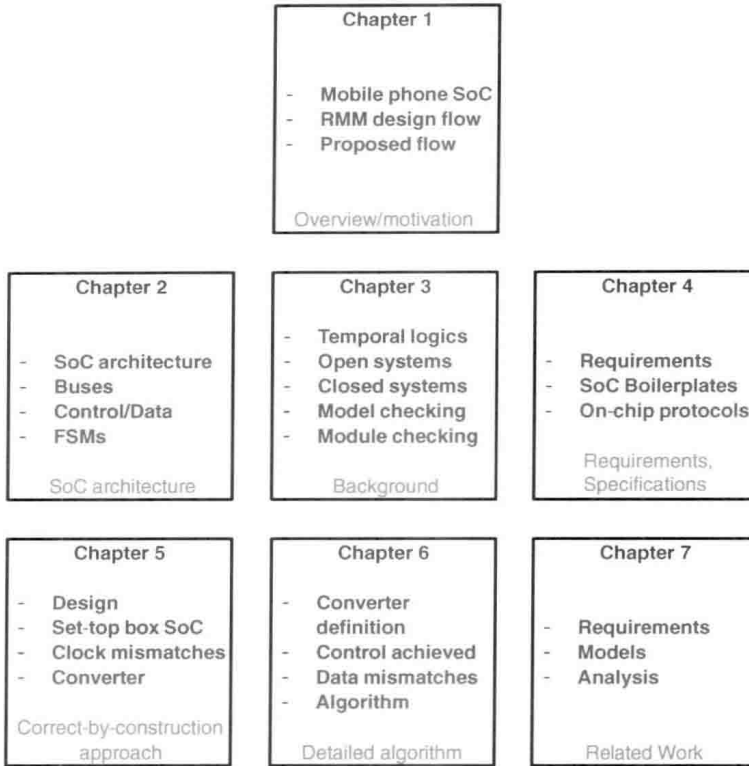 Chapter 1
- Mobile phone SoC
- RMM design flow
- Proposed flow
Overview/motivation
Chapter 2
- SoC architecture
- Buses
- Control/Data
- FSMs
SoC architecture
Chapter 3
- Temporal logics
- Open systems
- Closed systems
- Model checking
- Module checking
Background
Chapter 4
- Requirements
- SoC Boilerplates
- On-chip protocols
Requirements,
Specifications
Chapter 5
- Design
- Set-top box SoC
- Clock mismatches
- Converter
Correct-by-construction
approach
Chapter 6
- Converter
definition
- Control achieved
- Data mismatches
- Algorithm
Detailed algorithm
Chapter 7
- Requirements
- Models
- Analysis
Related Work